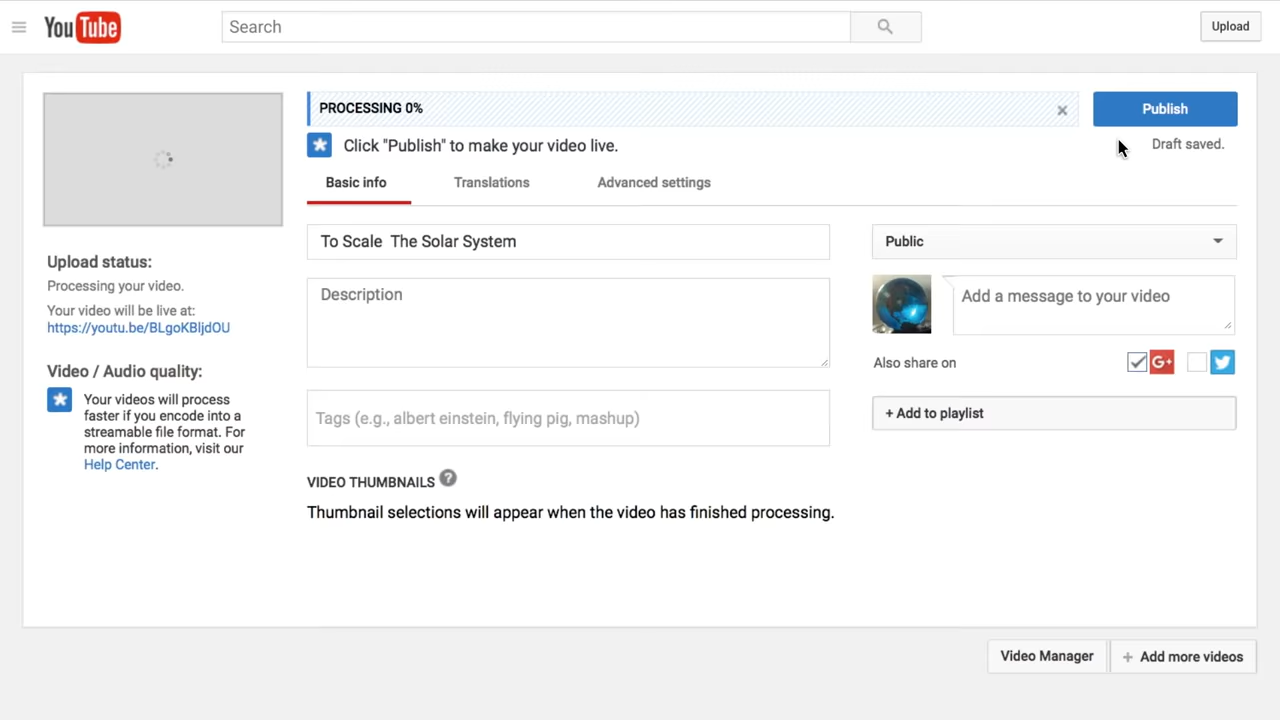 YouTube
Search
Upload
PROCESSING 0%
Publish
Click "Publish" to make your video live.
Draft saved.
Basic info
Translations
Advanced settings
To Scale  The Solar System
Public
Description
Add a message to your video
Upload status:
Processing your video.
Your video will be live at:
https://youtu.be/BLgoKBljdOU
Also share on
G+
Video / Audio quality:
Your videos will process
faster if you encode into a
streamable file format. For
more information, visit our
Help Center.
Tags (e.g., albert einstein, flying pig, mashup)
+ Add to playlist
VIDEO THUMBNAILS ?
Thumbnail selections will appear when the video has finished processing.
Video Manager
+ Add more videos